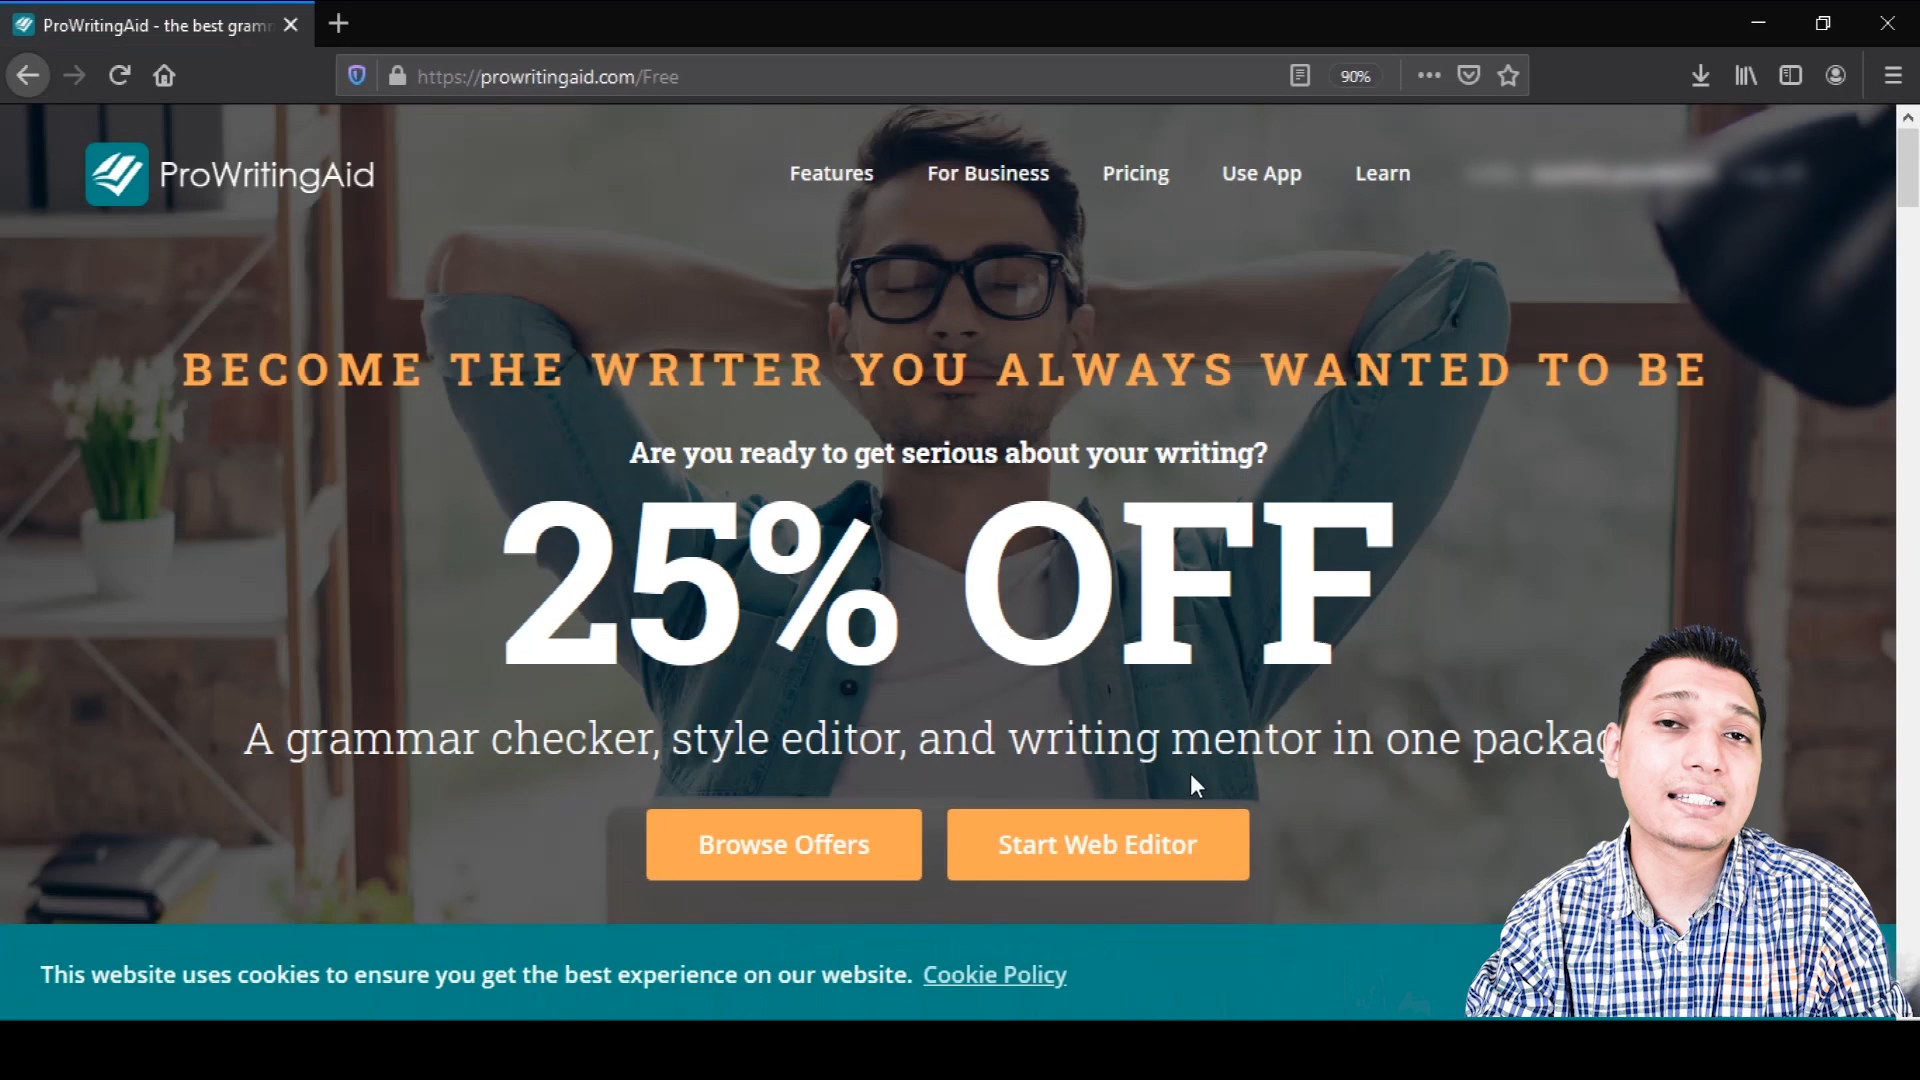 ProWritingAid - the best gramm
https://prowritingaid.com/Free
90%
ProWritingAid
Features
For Business
Pricing
Use App
Learn
BECOME THE WRITER YOU ALWAYS WANTED TO BE
Are you ready to get serious about your writing?
25% OFF
A grammar checker, style editor, and writing mentor in one packag
Browse Offers
Start Web Editor
This website uses cookies to ensure you get the best experience on our website. Cookie Policy